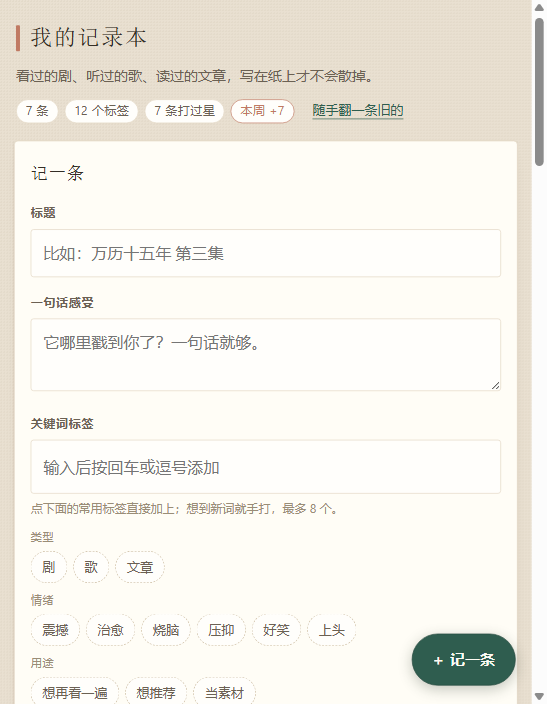 我的记录本
看过的剧、听过的歌、读过的文章，写在纸上才不会散掉。
7 条 12 个标签 7 条打过星 本周 +7 随手翻一条旧的
记一条
标题
比如：万历十五年 第三集
一句话感受
它哪里戳到你了？一句话就够。
关键词标签
输入后按回车或逗号添加
点下面的常用标签直接加上；想到新词就手打，最多 8 个。
类型
剧 歌 文章
情绪
震撼 治愈 烧脑 压抑 好笑 上头
+ 记一条
用途
想再看一遍 想推荐 当素材